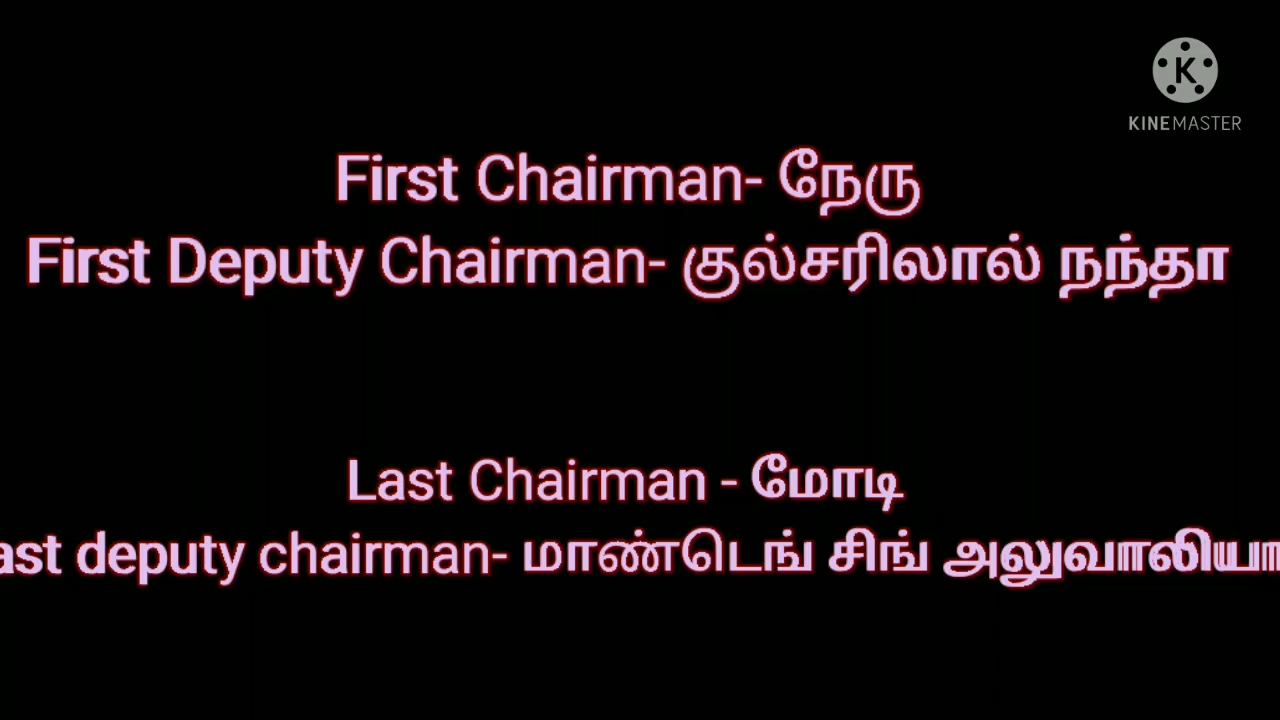 KINEMASTER
First Chairman- நேரு
First Deputy Chairman- குல்சரிலால் நந்தா
Last Chairman - மோடி
ast deputy chairman- மாண்டெங் சிங் அலுவாலியா